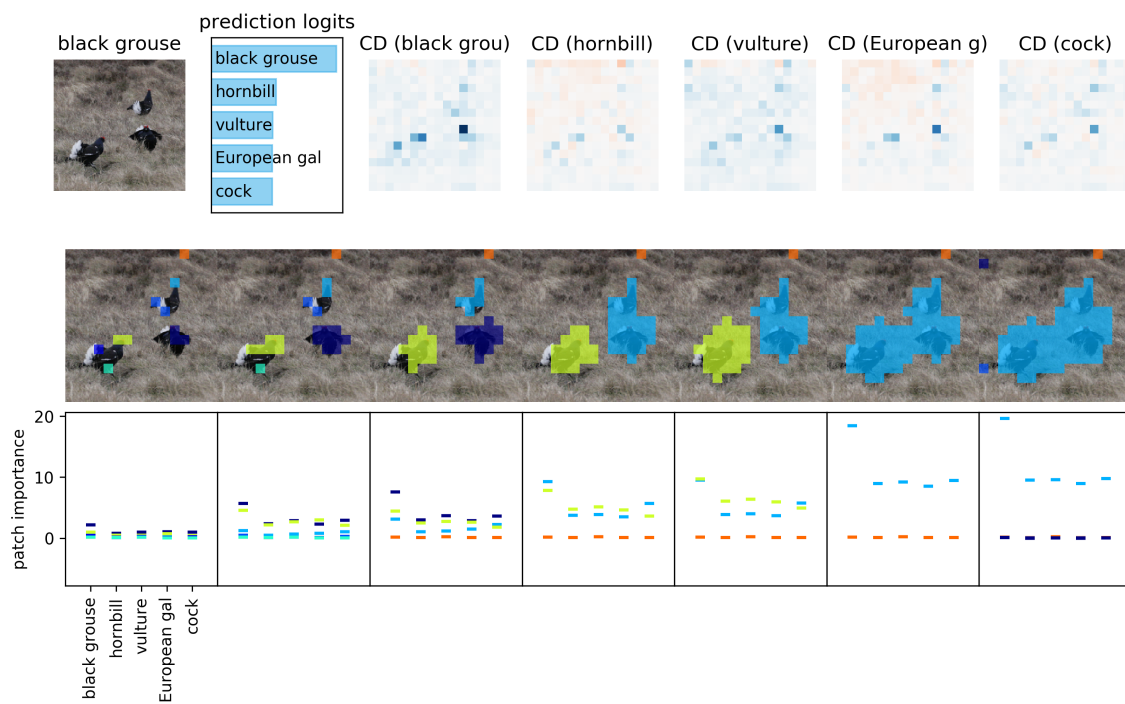 prediction logits
black grouse
CD (black grou)
CD (hornbill)
CD (vulture)
CD (European g)
CD (cock)
black grouse
hornbill
vulture
European gal
cock
20
10
0
patch importance
black grouse
hornbill
vulture
European gal
cock